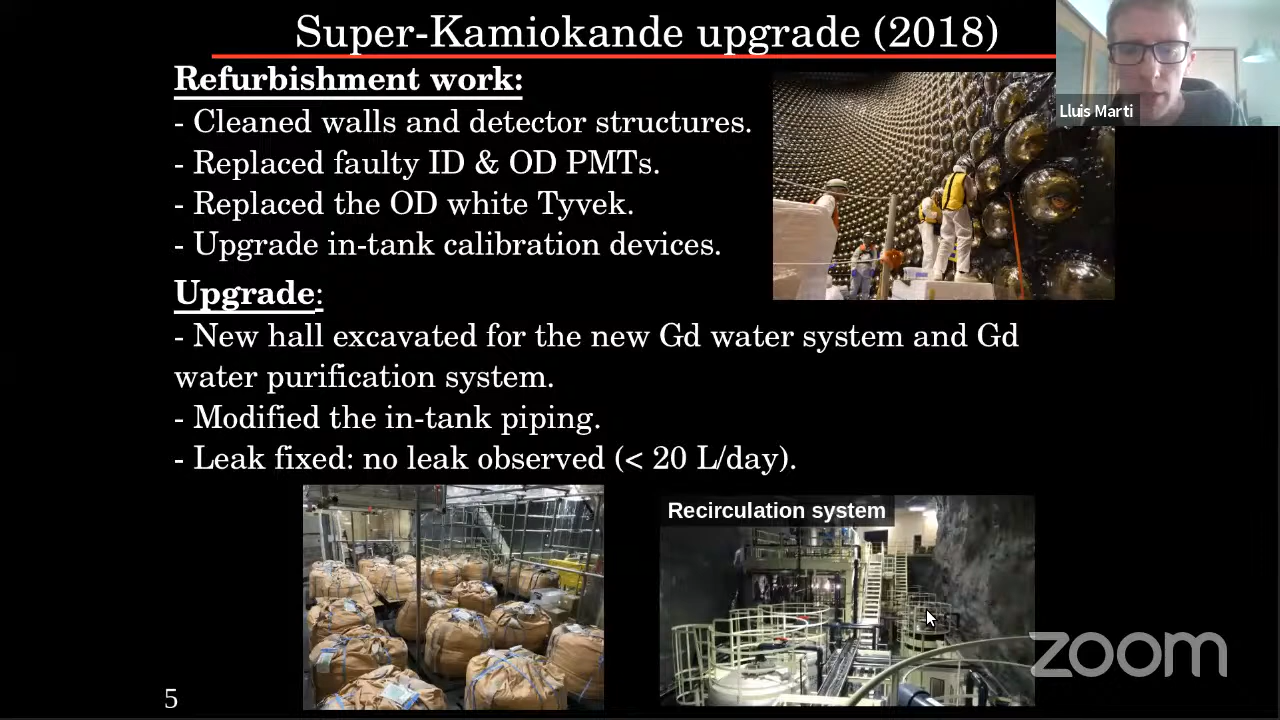 Super-Kamiokande upgrade (2018)
Lluis Marti
Refurbishment work:
- Cleaned walls and detector structures.
- Replaced faulty ID & OD PMTs.
- Replaced the OD white Tyvek.
- Upgrade in-tank calibration devices.
Upgrade:
- New hall excavated for the new Gd water system and Gd
water purification system.
- Modified the in-tank piping.
- Leak fixed: no leak observed (< 20 L/day).
Recirculation system
zoom
5